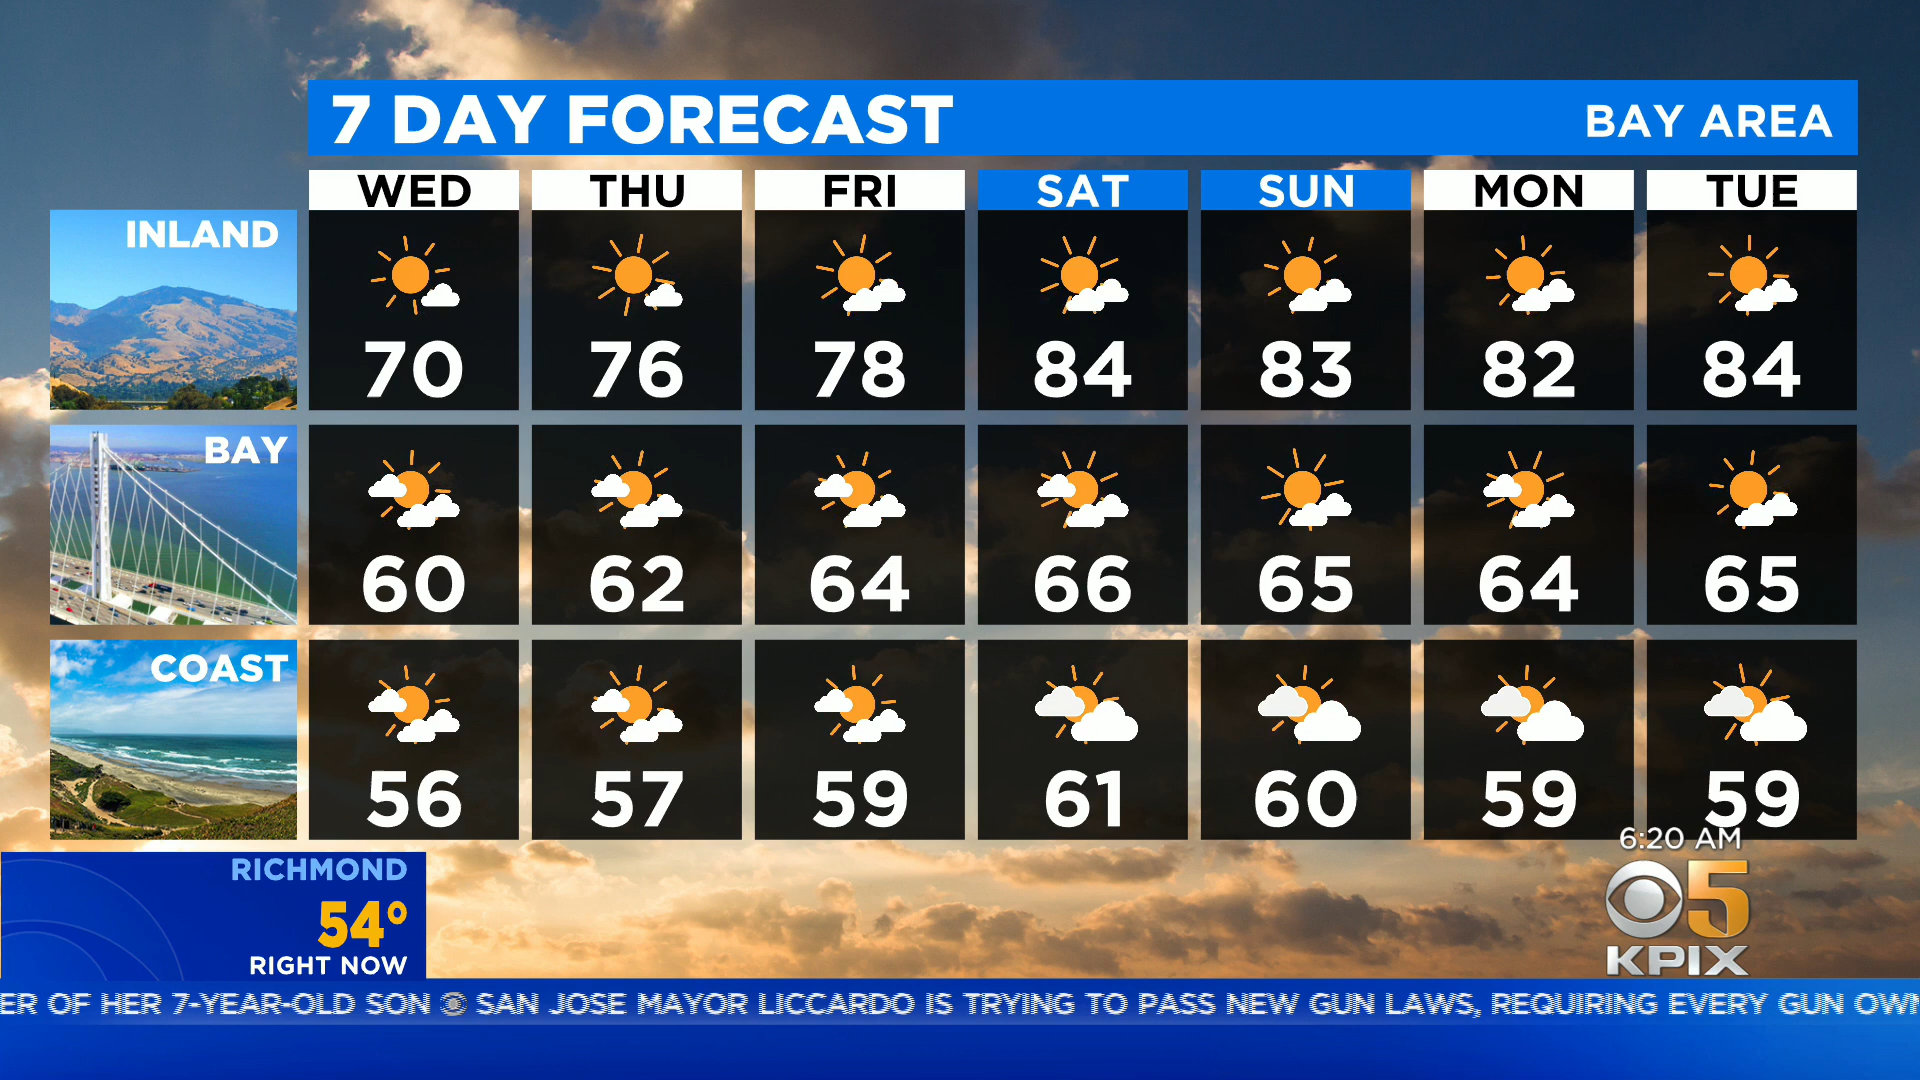 7 DAY FORECAST BAY AREA
WED THU FRI SAT SUN MON TUE
INLAND
70 76 78 84 83 82 84
BAY
60 62 64 66 65 64 65
COAST
56 57 59 61 60 59 59
6:20 AM
5
KPIX
RICHMOND
54°
RIGHT NOW
ER OF HER 7-YEAR-OLD SON SAN JOSE MAYOR LICCARDO IS TRYING TO PASS NEW GUN LAWS, REQUIRING EVERY GUN OWN